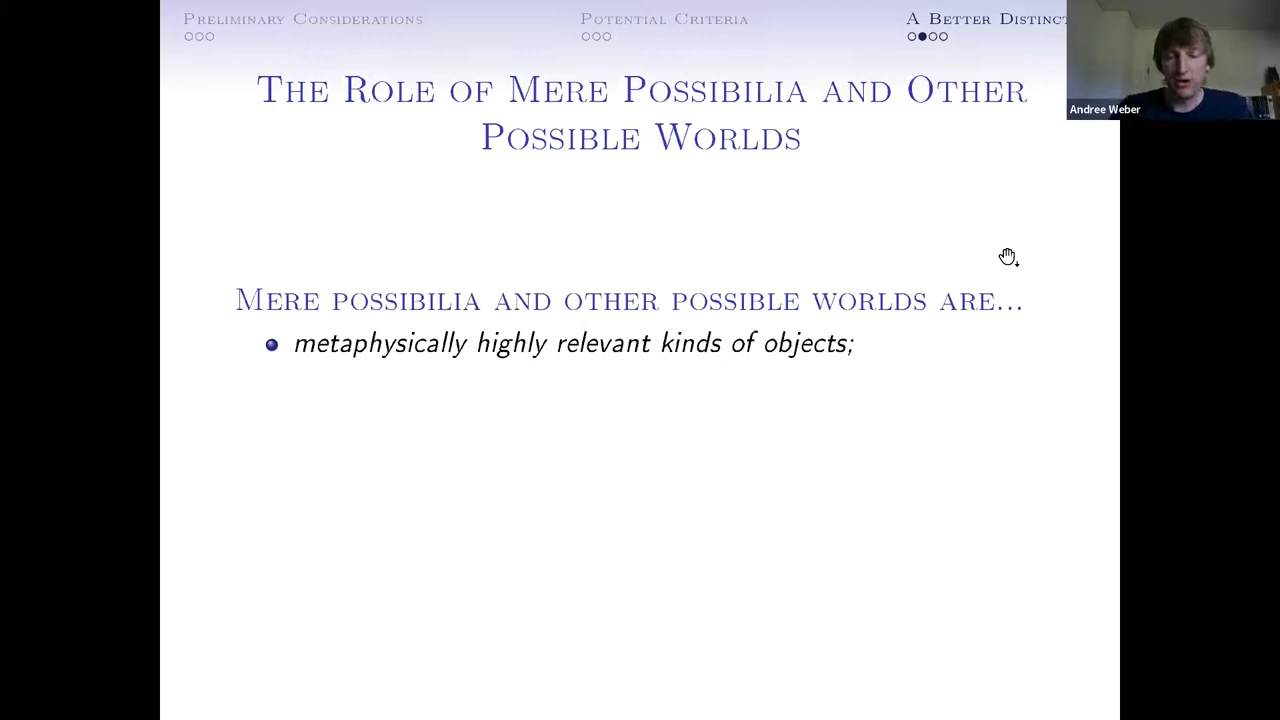 Preliminary Considerations
Potential Criteria
A Better Distinct
Andree Weber
The Role of Mere Possibilia and Other
Possible Worlds
Mere possibilia and other possible worlds are...
metaphysically highly relevant kinds of objects;